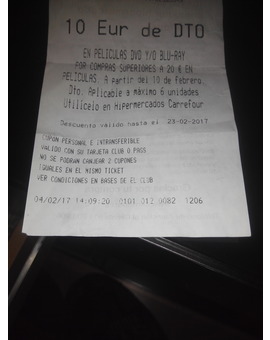 10 Eur de DTO
EN PELICULAS DVD Y/O BLU-RAY
POR COMPRAS SUPERIORES A 20 € EN
PELICULAS. A partir del 10 de febrero
Dto. Aplicable a máximo 6 unidades
Utilícelo en Hipermercados Carrefour
Descuento valido hasta el 23-02-2017
CUPON PERSONAL E INTRANSFERIBLE
VALIDO CON SU TARJETA CLUB O PASS
NO SE PODRAN CANJEAR 2 CUPONES
IGUALES EN EL MISMO TICKET
VER CONDICIONES EN BASES DE EL CLUB
04/02/17 14:09:20 0101 012 0082 1206